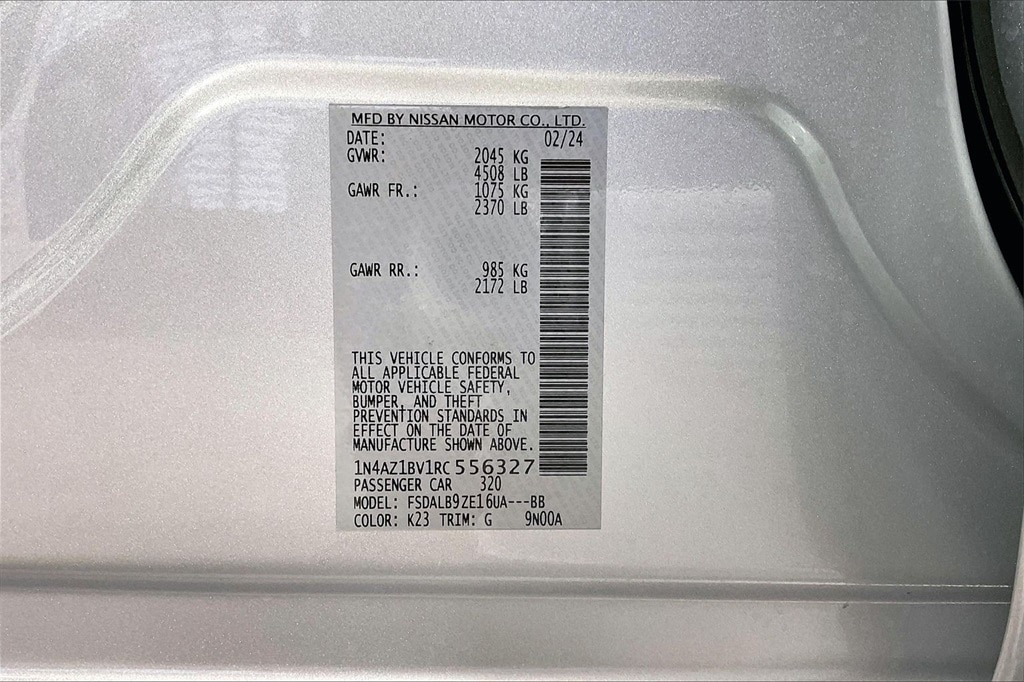 MFD BY NISSAN MOTOR CO., LTD.
DATE: 02/24
GVWR: 2045 KG
4508 LB
GAWR FR.: 1075 KG
2370 LB
GAWR RR.: 985 KG
2172 LB
THIS VEHICLE CONFORMS TO
ALL APPLICABLE FEDERAL
MOTOR VEHICLE SAFETY,
BUMPER, AND THEFT
PREVENTION STANDARDS IN
EFFECT ON THE DATE OF
MANUFACTURE SHOWN ABOVE.
1N4AZ1BV1RC556327
PASSENGER CAR 320
MODEL: FSDALB9ZE16UA---BB
COLOR: K23 TRIM: G 9N00A